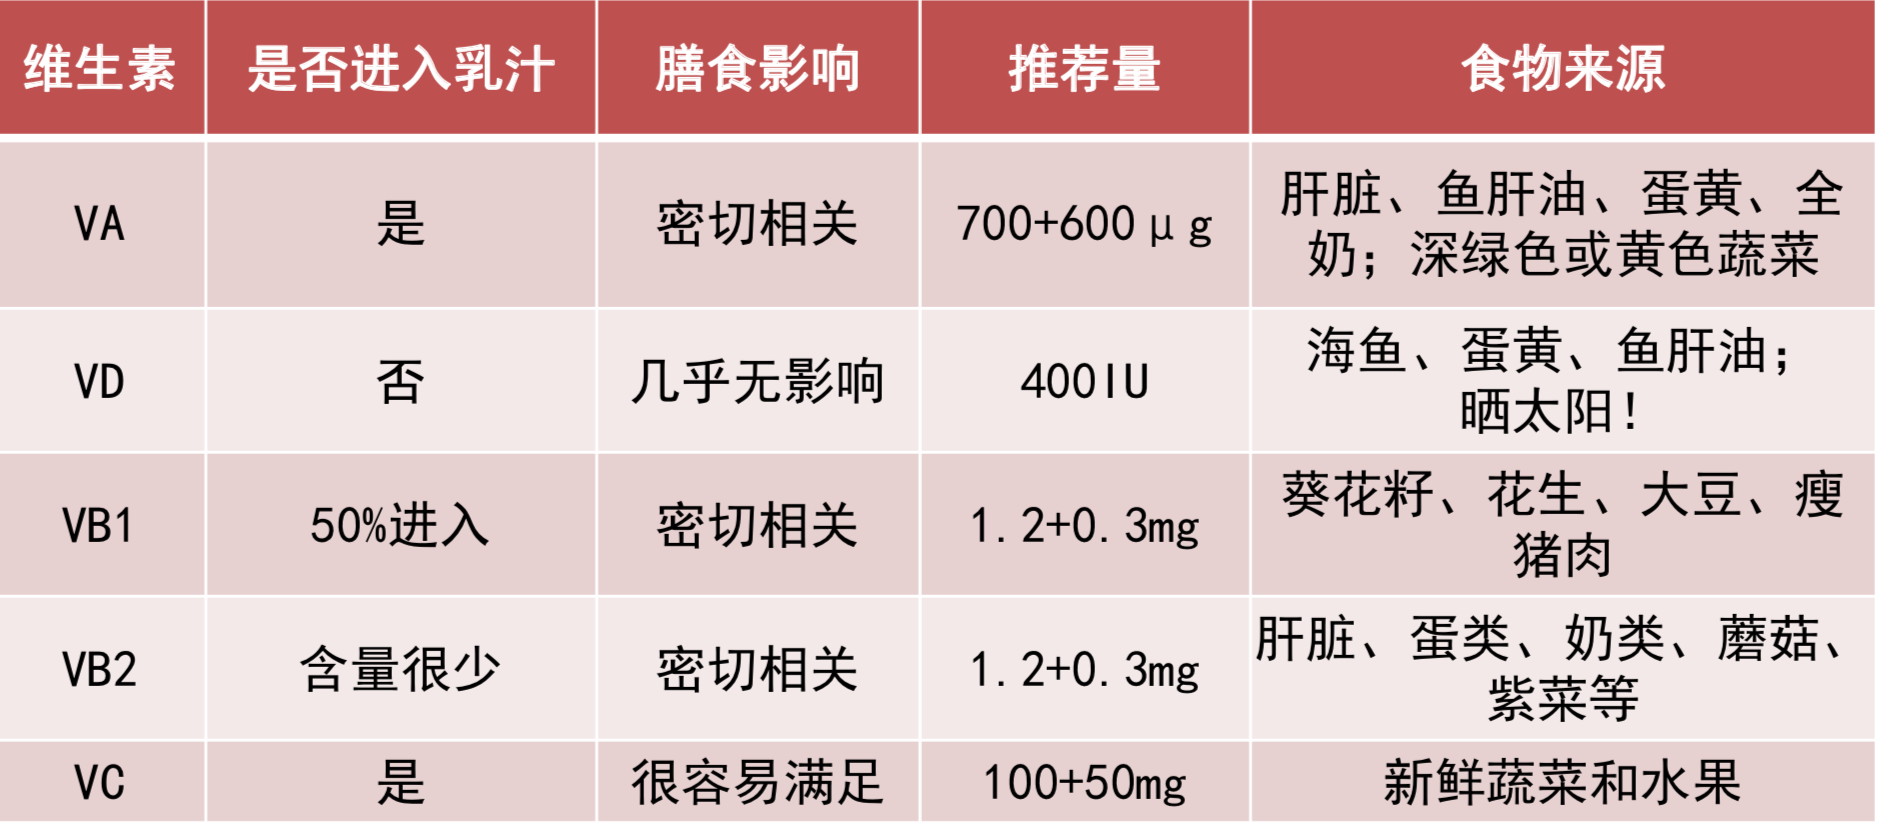 维生素 是否进入乳汁 膳食影响 推荐量 食物来源
VA 是 密切相关 700+600μg 肝脏、鱼肝油、蛋黄、全
奶；深绿色或黄色蔬菜
VD 否 几乎无影响 400IU 海鱼、蛋黄、鱼肝油；
晒太阳！
VB1 50%进入 密切相关 1.2+0.3mg 葵花籽、花生、大豆、瘦
猪肉
VB2 含量很少 密切相关 1.2+0.3mg 肝脏、蛋类、奶类、蘑菇、
紫菜等
VC 是 很容易满足 100+50mg 新鲜蔬菜和水果